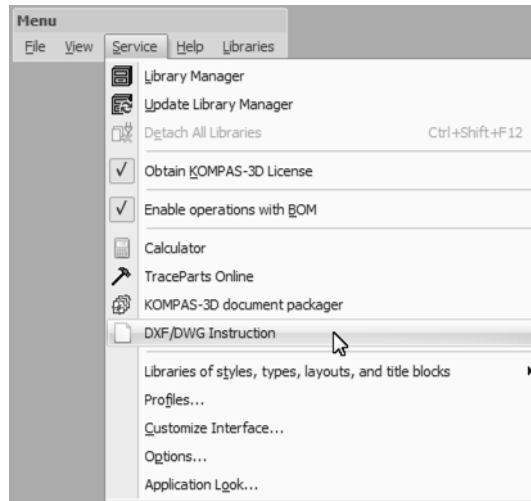 Menu
File View Service Help Libraries
Library Manager
Update Library Manager
Detach All Libraries Ctrl+Shift+F12
Obtain KOMPAS-3D License
Enable operations with BOM
Calculator
TraceParts Online
KOMPAS-3D document packager
DXF/DWG Instruction
Libraries of styles, types, layouts, and title blocks
Profiles...
Customize Interface...
Options...
Application Look...